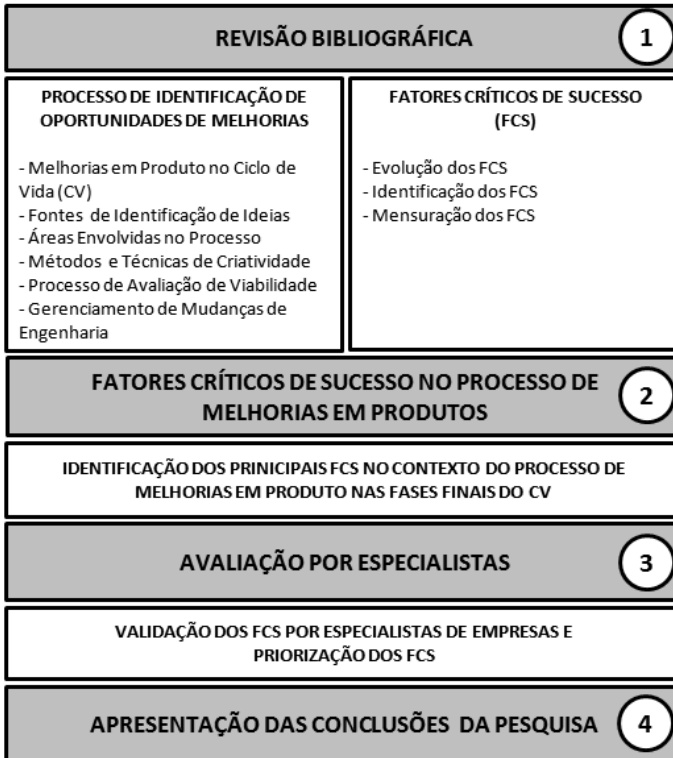 REVISÃO BIBLIOGRÁFICA
1
PROCESSO DE IDENTIFICAÇÃO DE
OPORTUNIDADES DE MELHORIAS
- Melhorias em Produto no Ciclo de
Vida (CV)
- Fontes de Identificação de Ideias
- Áreas Envolvidas no Processo
- Métodos e Técnicas de Criatividade
- Processo de Avaliação de Viabilidade
- Gerenciamento de Mudanças de
Engenharia
FATORES CRÍTICOS DE SUCESSO
(FCS)
- Evolução dos FCS
- Identificação dos FCS
- Mensuração dos FCS
FATORES CRÍTICOS DE SUCESSO NO PROCESSO DE
MELHORIAS EM PRODUTOS
2
IDENTIFICAÇÃO DOS PRINICIPAIS FCS NO CONTEXTO DO PROCESSO DE
MELHORIAS EM PRODUTO NAS FASES FINAIS DO CV
AVALIAÇÃO POR ESPECIALISTAS
3
VALIDAÇÃO DOS FCS POR ESPECIALISTAS DE EMPRESAS E
PRIORIZAÇÃO DOS FCS
APRESENTAÇÃO DAS CONCLUSÕES DA PESQUISA
4